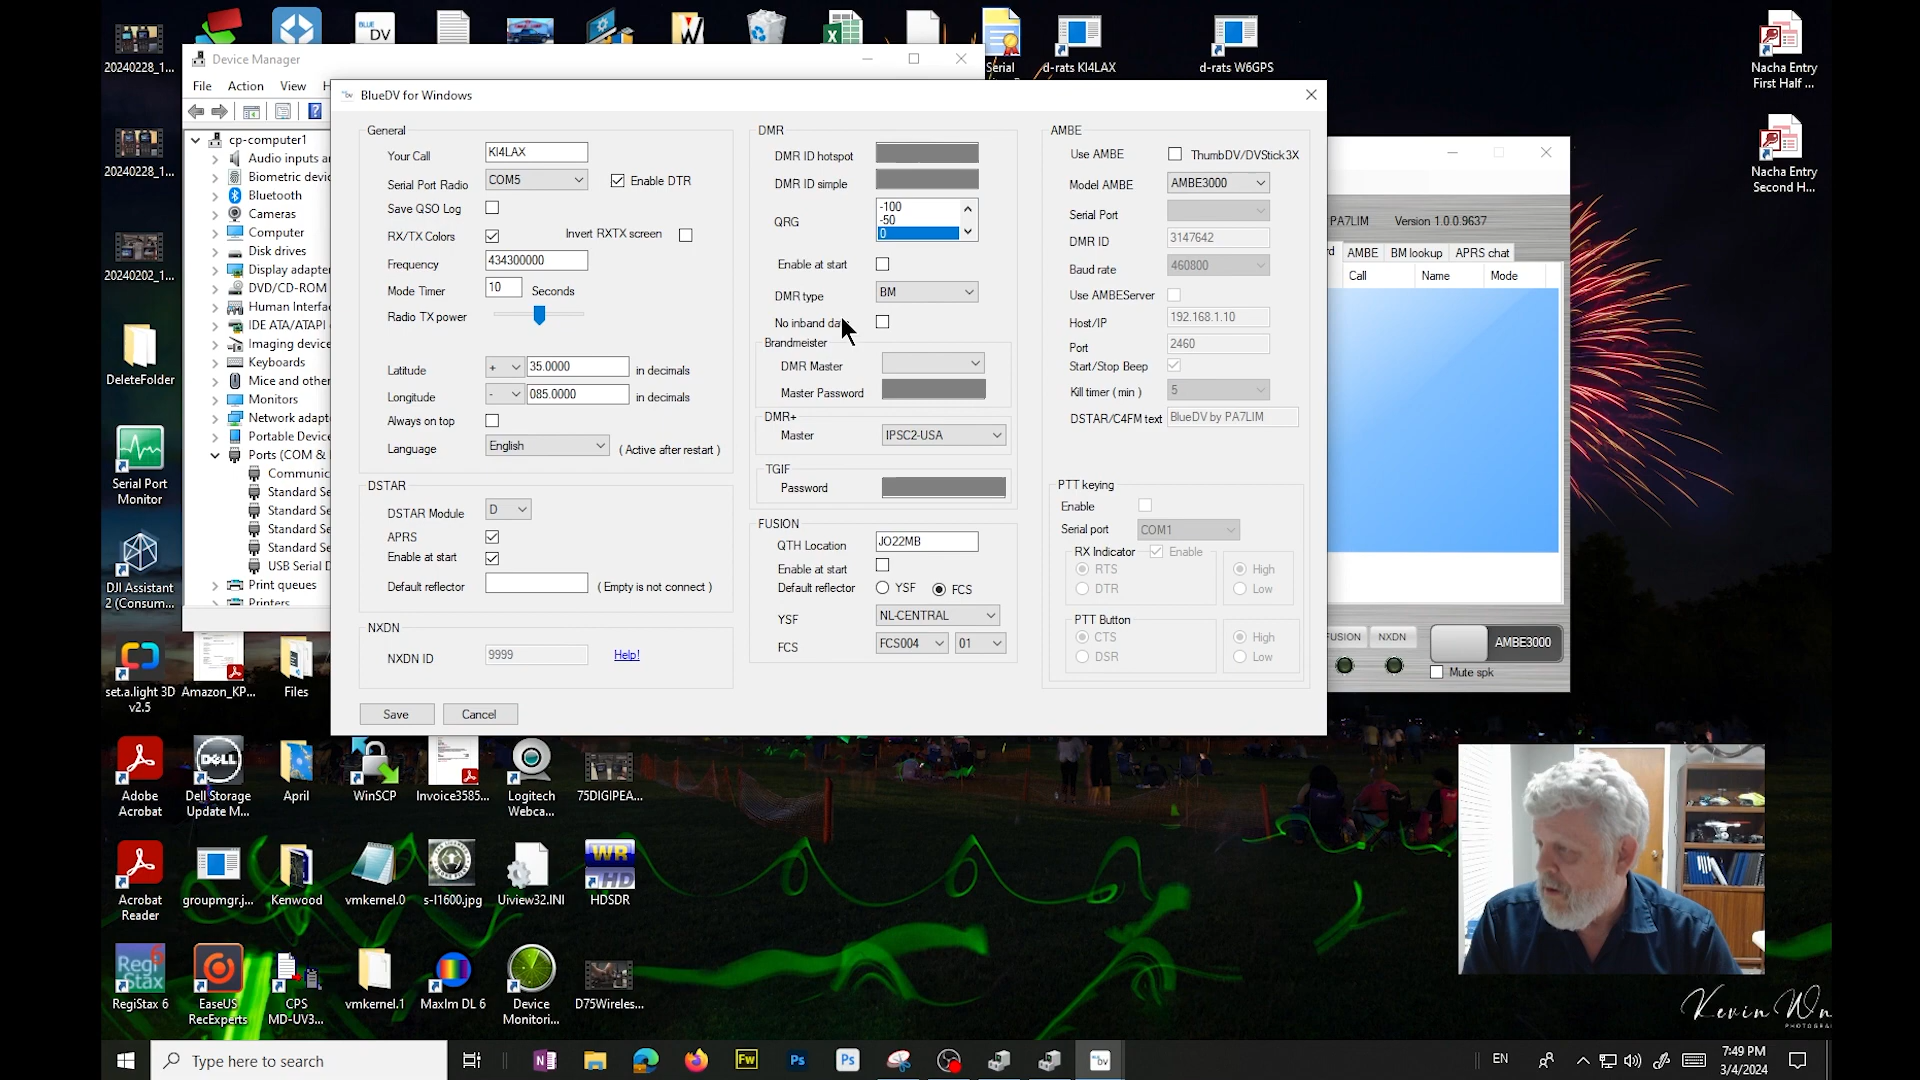 20240228_1...
20240228_1...
20240202_1...
DeleteFolder
Serial Port
Monitor
DJI Assistant
2 (Consum...
set.a.light 3D
v2.5
Amazon_KP...
Files
Adobe
Acrobat
Dell Storage
Update M...
April
WinSCP
Invoice3585...
Logitech
Webca...
75DIGIPEA...
Acrobat
Reader
groupmgr.j...
Kenwood
vmkernel.0
s-l1600.jpg
Uiview32.INI
HDSDR
RegiStax 6
EaseUS
RecExperts
CPS
MD-UV3...
vmkernel.1
MaxIm DL 6
Device
Monitori...
D75Wireles...
BLUE
DV
Serial
d-rats KI4LAX
d-rats W6GPS
Nacha Entry
First Half ...
Nacha Entry
Second H...
Device Manager
File Action View H
cp-computer1
Audio inputs a
Biometric devic
Bluetooth
Cameras
Computer
Disk drives
Display adapter
DVD/CD-ROM
Human Interfa
IDE ATA/ATAPI
Imaging device
Keyboards
Mice and other
Monitors
Network adapt
Portable Device
Ports (COM &
Communic
Standard Se
Standard Se
Standard Se
Standard Se
USB Serial D
Print queues
Printers
BlueDV for Windows
General
Your Call KI4LAX
Serial Port Radio COM5 Enable DTR
Save QSO Log
RX/TX Colors Invert RXTX screen
Frequency 434300000
Mode Timer 10 Seconds
Radio TX power
Latitude + 35.0000 in decimals
Longitude - 085.0000 in decimals
Always on top
Language English ( Active after restart )
DSTAR
DSTAR Module D
APRS
Enable at start
Default reflector ( Empty is not connect )
NXDN
NXDN ID 9999 Help!
Save Cancel
DMR
DMR ID hotspot
DMR ID simple
QRG -100
-50
0
Enable at start
DMR type BM
No inband da
Brandmeister
DMR Master
Master Password
DMR+
Master IPSC2-USA
TGIF
Password
FUSION
QTH Location JO22MB
Enable at start
Default reflector YSF FCS
YSF NL-CENTRAL
FCS FCS004 01
AMBE
Use AMBE ThumbDV/DVStick3X
Model AMBE AMBE3000
Serial Port
DMR ID 3147642
Baud rate 460800
Use AMBEServer
Host/IP 192.168.1.10
Port 2460
Start/Stop Beep
Kill timer ( min ) 5
DSTAR/C4FM text BlueDV by PA7LIM
PTT keying
Enable
Serial port COM1
RX Indicator Enable
RTS High
DTR Low
PTT Button
CTS High
DSR Low
PA7LIM Version 1.0.0.9637
rd AMBE BM lookup APRS chat
Call Name Mode
FUSION NXDN AMBE3000
Mute spk
Type here to search
EN
7:49 PM
3/4/2024